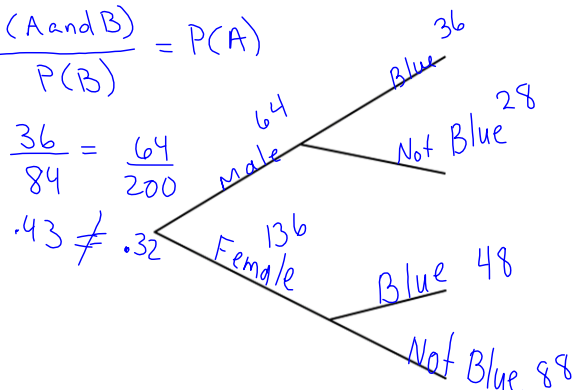 (A and B) / P(B) = P(A)
36/84 = 64/200
.43 ≠ .32
64
Male
136
Female
Blue 36
Not Blue 28
Blue 48
Not Blue 88